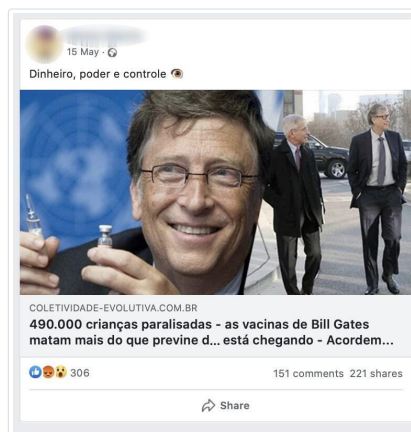 15 May ·
Dinheiro, poder e controle
COLETIVIDADE-EVOLUTIVA.COM.BR
490.000 crianças paralisadas - as vacinas de Bill Gates
matam mais do que previne d... está chegando - Acordem...
306
151 comments 221 shares
Share